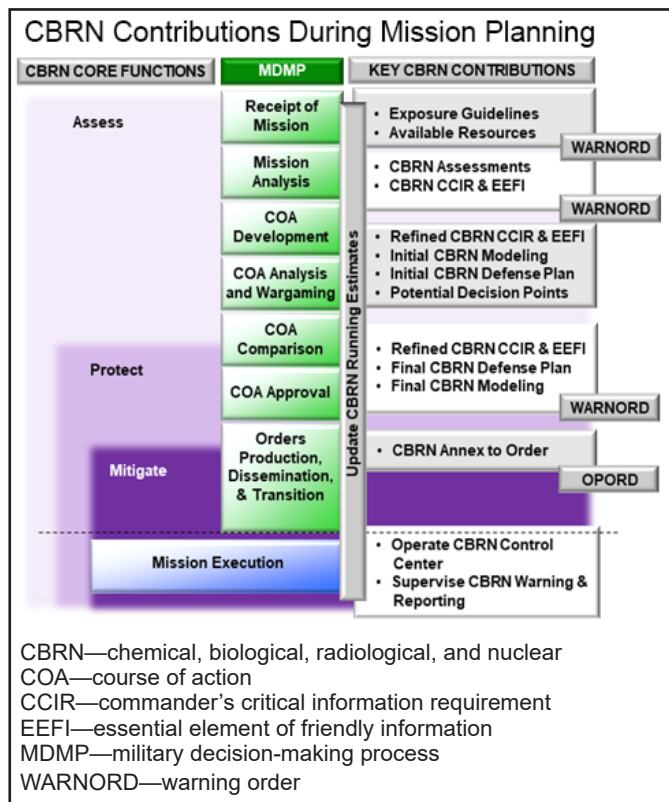 CBRN Contributions During Mission Planning
CBRN CORE FUNCTIONS
MDMP
KEY CBRN CONTRIBUTIONS
Assess
Protect
Mitigate
Receipt of
Mission
Mission
Analysis
COA
Development
COA Analysis
and Wargaming
COA
Comparison
COA Approval
Orders
Production,
Dissemination,
& Transition
Mission Execution
Update CBRN Running Estimates
• Exposure Guidelines
• Available Resources
WARNORD
• CBRN Assessments
• CBRN CCIR & EEFI
WARNORD
• Refined CBRN CCIR & EEFI
• Initial CBRN Modeling
• Initial CBRN Defense Plan
• Potential Decision Points
• Refined CBRN CCIR & EEFI
• Final CBRN Defense Plan
• Final CBRN Modeling
WARNORD
• CBRN Annex to Order
OPORD
• Operate CBRN Control
Center
• Supervise CBRN Warning &
Reporting
CBRN—chemical, biological, radiological, and nuclear
COA—course of action
CCIR—commander’s critical information requirement
EEFI—essential element of friendly information
MDMP—military decision-making process
WARNORD—warning order